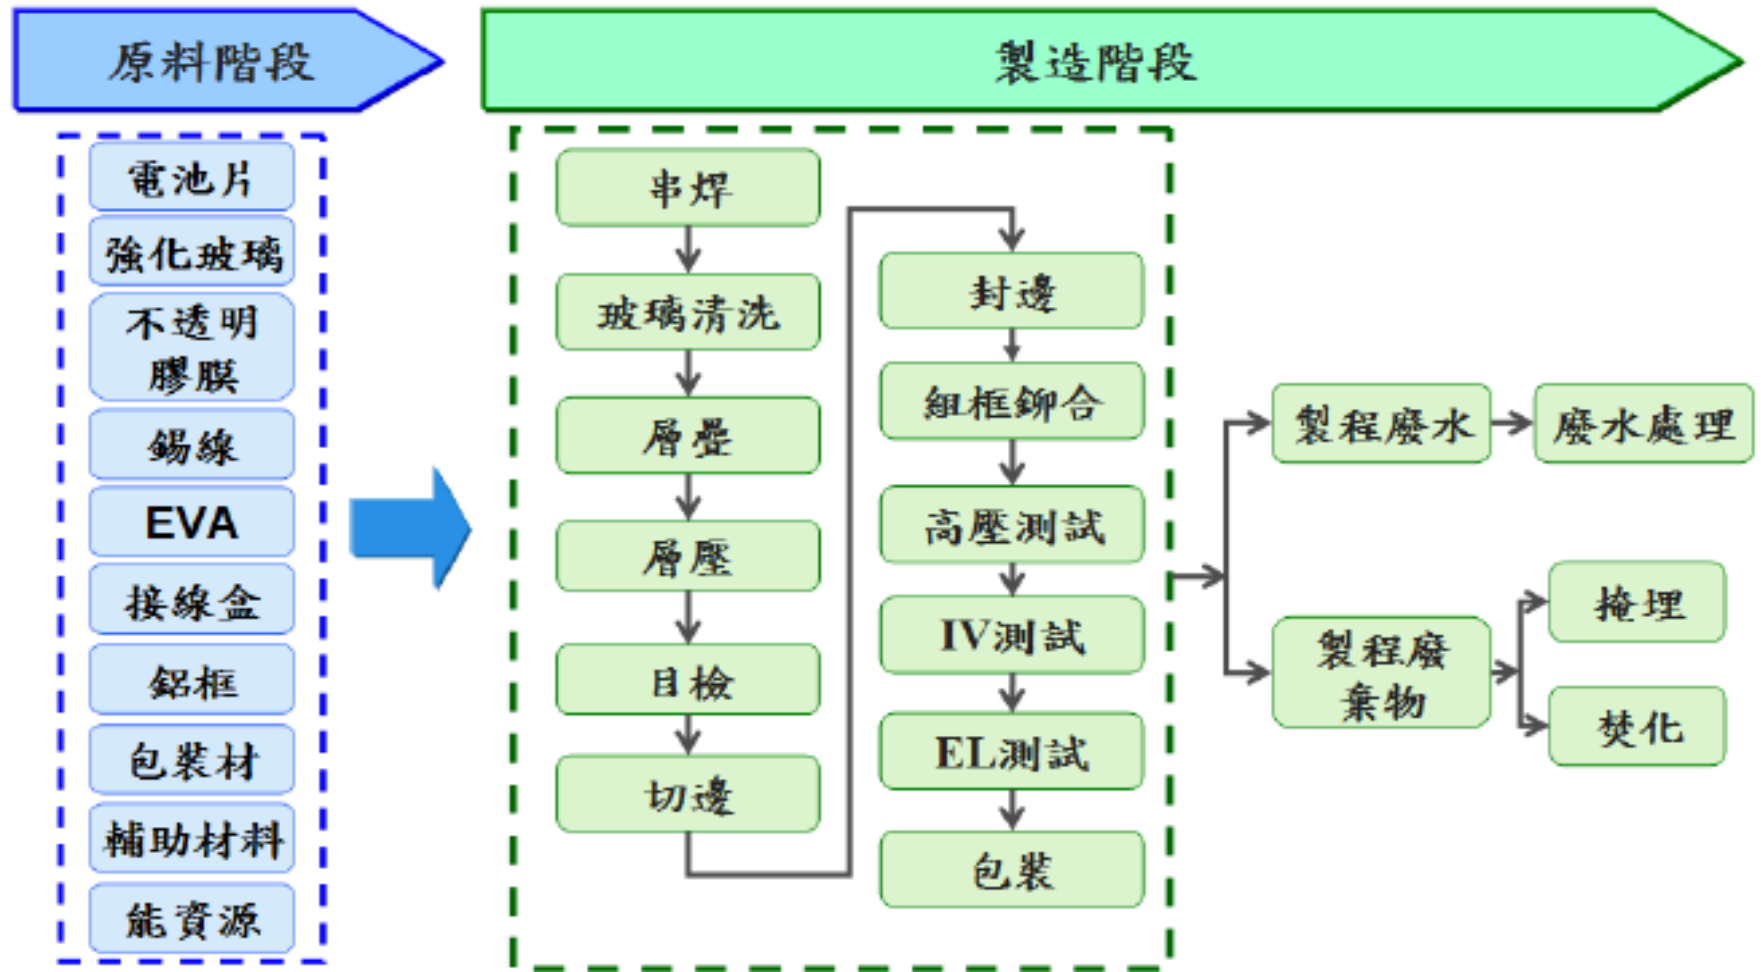 原料階段
製造階段
電池片
強化玻璃
不透明
膠膜
錫線
EVA
接線盒
鋁框
包裝材
輔助材料
能資源
串焊
玻璃清洗
層疊
層壓
目檢
切邊
封邊
組框鉚合
高壓測試
IV測試
EL測試
包裝
製程廢水
廢水處理
製程廢
棄物
掩埋
焚化